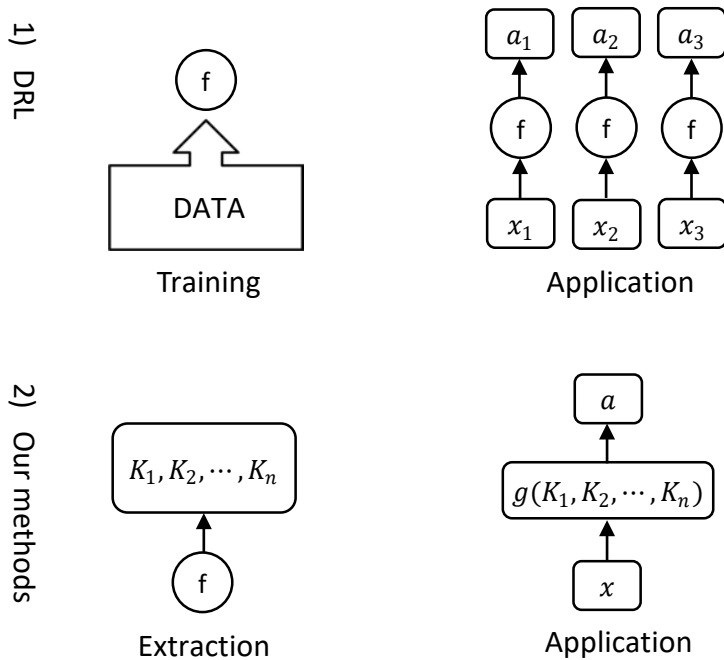 1) DRL
f
DATA
Training
a₁ a₂ a₃
f f f
x₁ x₂ x₃
Application
2) Our methods
K₁, K₂, ⋯, Kₙ
f
Extraction
a
g(K₁, K₂, ⋯, Kₙ)
x
Application